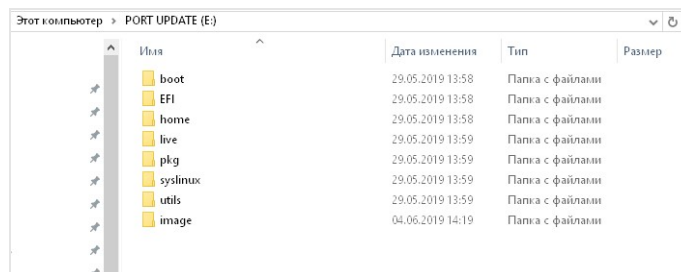 Этот компьютер > PORT UPDATE (E:)
Имя Дата изменения Тип Размер
boot 29.05.2019 13:58 Папка с файлами
EFI 29.05.2019 13:58 Папка с файлами
home 29.05.2019 13:58 Папка с файлами
live 29.05.2019 13:59 Папка с файлами
pkg 29.05.2019 13:59 Папка с файлами
syslinux 29.05.2019 13:59 Папка с файлами
utils 29.05.2019 13:59 Папка с файлами
image 04.06.2019 14:19 Папка с файлами